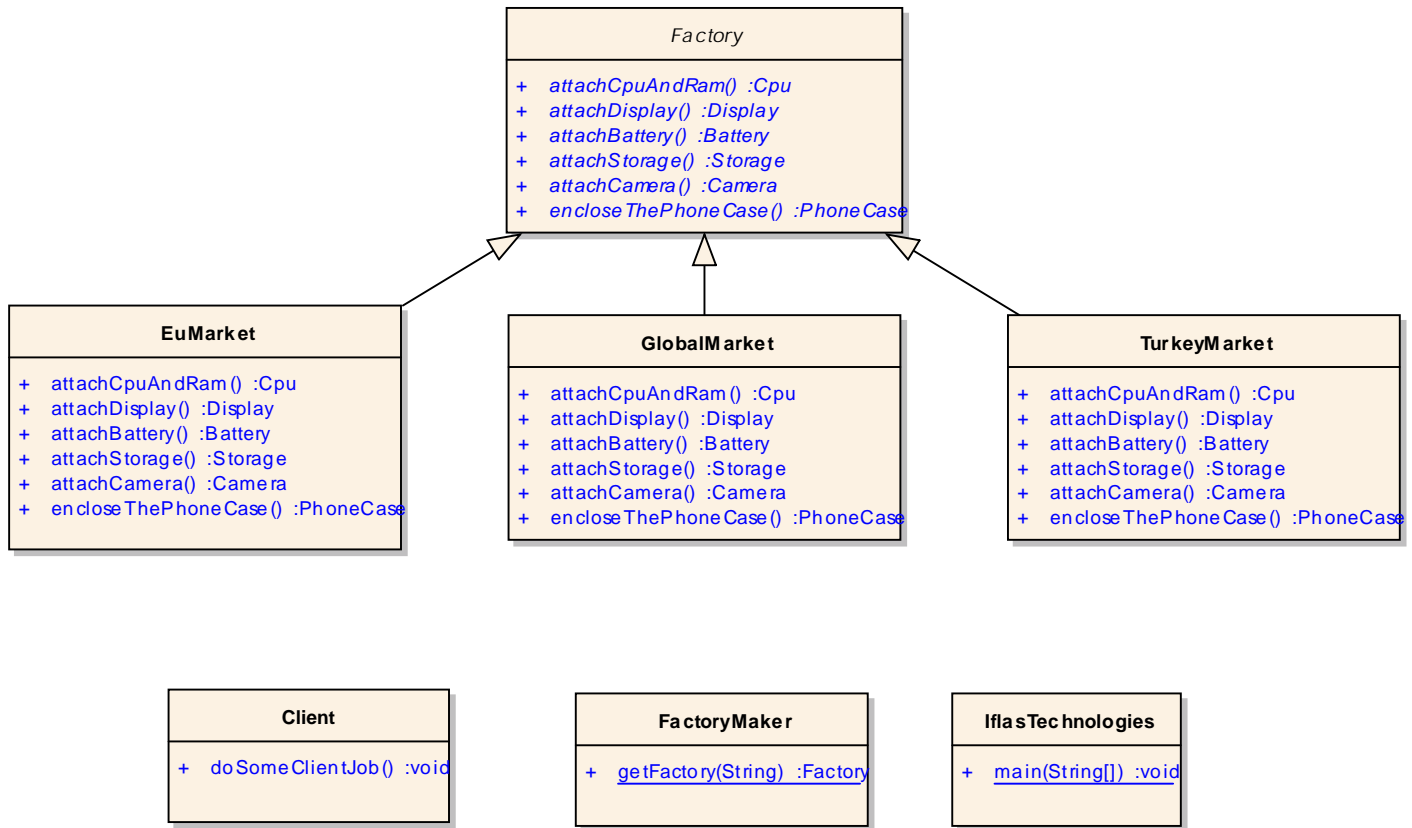 Factory
+ attachCpuAndRam() :Cpu
+ attachDisplay() :Display
+ attachBattery() :Battery
+ attachStorage() :Storage
+ attachCamera() :Camera
+ encloseThePhoneCase() :PhoneCase
EuMarket
+ attachCpuAndRam() :Cpu
+ attachDisplay() :Display
+ attachBattery() :Battery
+ attachStorage() :Storage
+ attachCamera() :Camera
+ encloseThePhoneCase() :PhoneCase
GlobalMarket
+ attachCpuAndRam() :Cpu
+ attachDisplay() :Display
+ attachBattery() :Battery
+ attachStorage() :Storage
+ attachCamera() :Camera
+ encloseThePhoneCase() :PhoneCase
TurkeyMarket
+ attachCpuAndRam() :Cpu
+ attachDisplay() :Display
+ attachBattery() :Battery
+ attachStorage() :Storage
+ attachCamera() :Camera
+ encloseThePhoneCase() :PhoneCase
Client
+ doSomeClientJob() :void
FactoryMaker
+ getFactory(String) :Factory
IflasTechnologies
+ main(String[]) :void